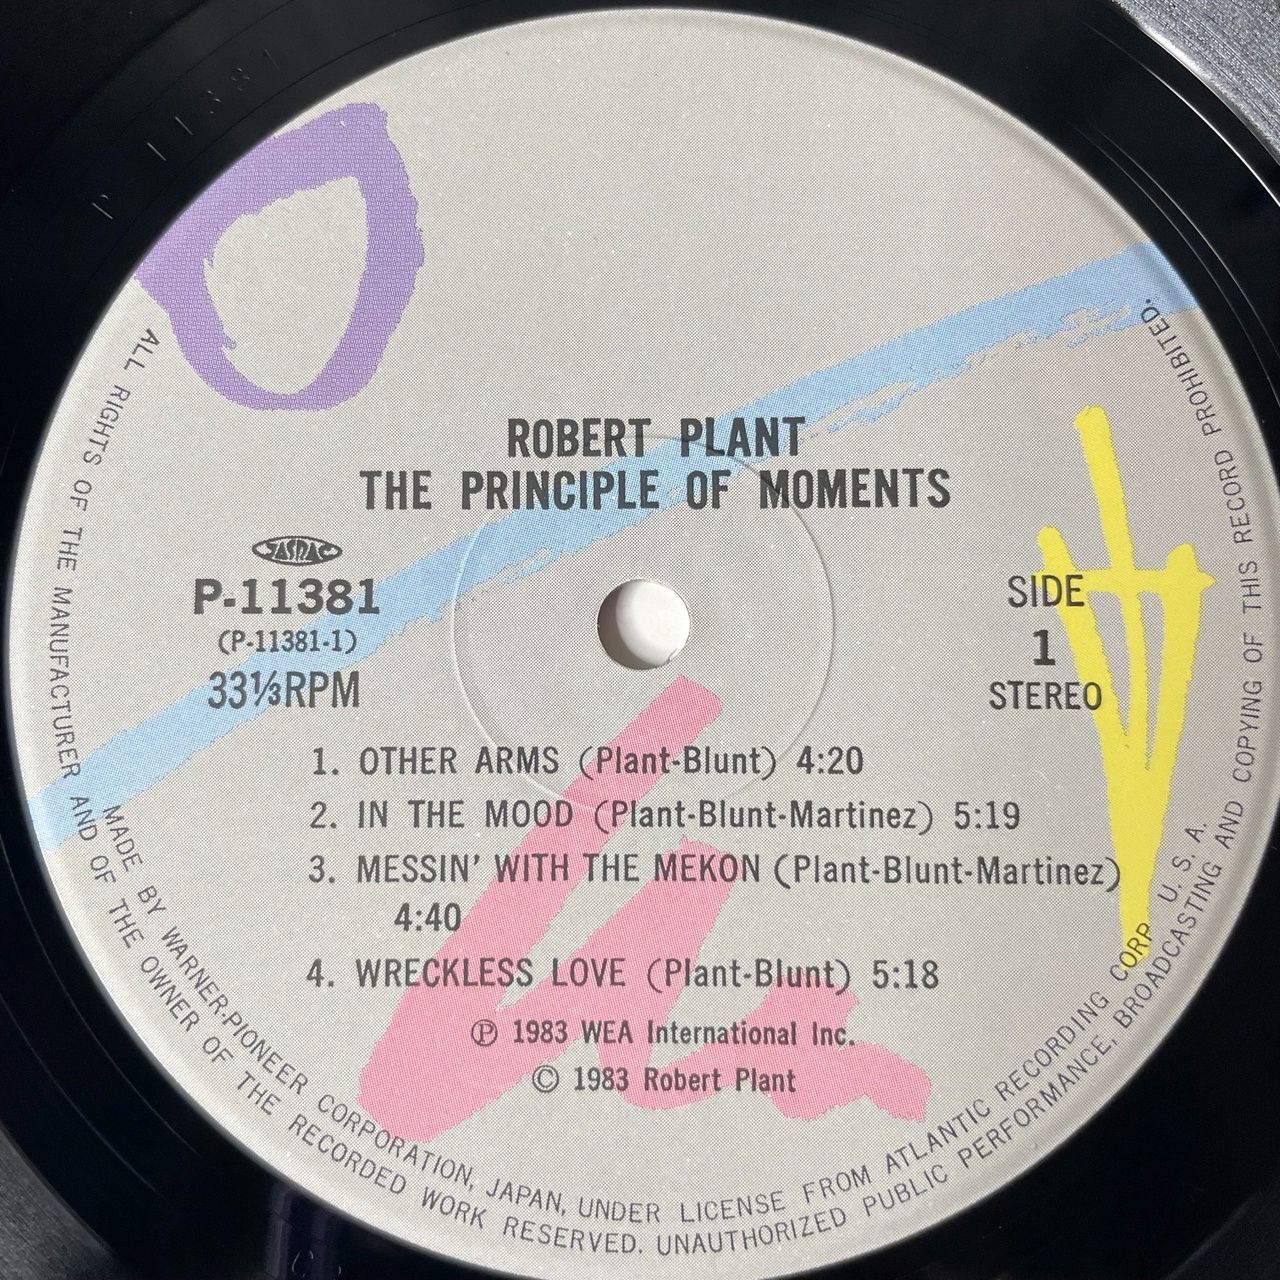 ROBERT PLANT
THE PRINCIPLE OF MOMENTS
JASRAC
P-11381
(P-11381-1)
33⅓RPM
SIDE
1
STEREO
1. OTHER ARMS (Plant-Blunt) 4:20
2. IN THE MOOD (Plant-Blunt-Martinez) 5:19
3. MESSIN' WITH THE MEKON (Plant-Blunt-Martinez)
4:40
4. WRECKLESS LOVE (Plant-Blunt) 5:18
Ⓟ 1983 WEA International Inc.
© 1983 Robert Plant
MADE BY WARNER-PIONEER CORPORATION, JAPAN, UNDER LICENSE FROM ATLANTIC RECORDING CORP. U. S. A.
ALL RIGHTS OF THE MANUFACTURER AND OF THE OWNER OF THE RECORDED WORK RESERVED. UNAUTHORIZED PUBLIC PERFORMANCE, BROADCASTING AND COPYING OF THIS RECORD PROHIBITED.